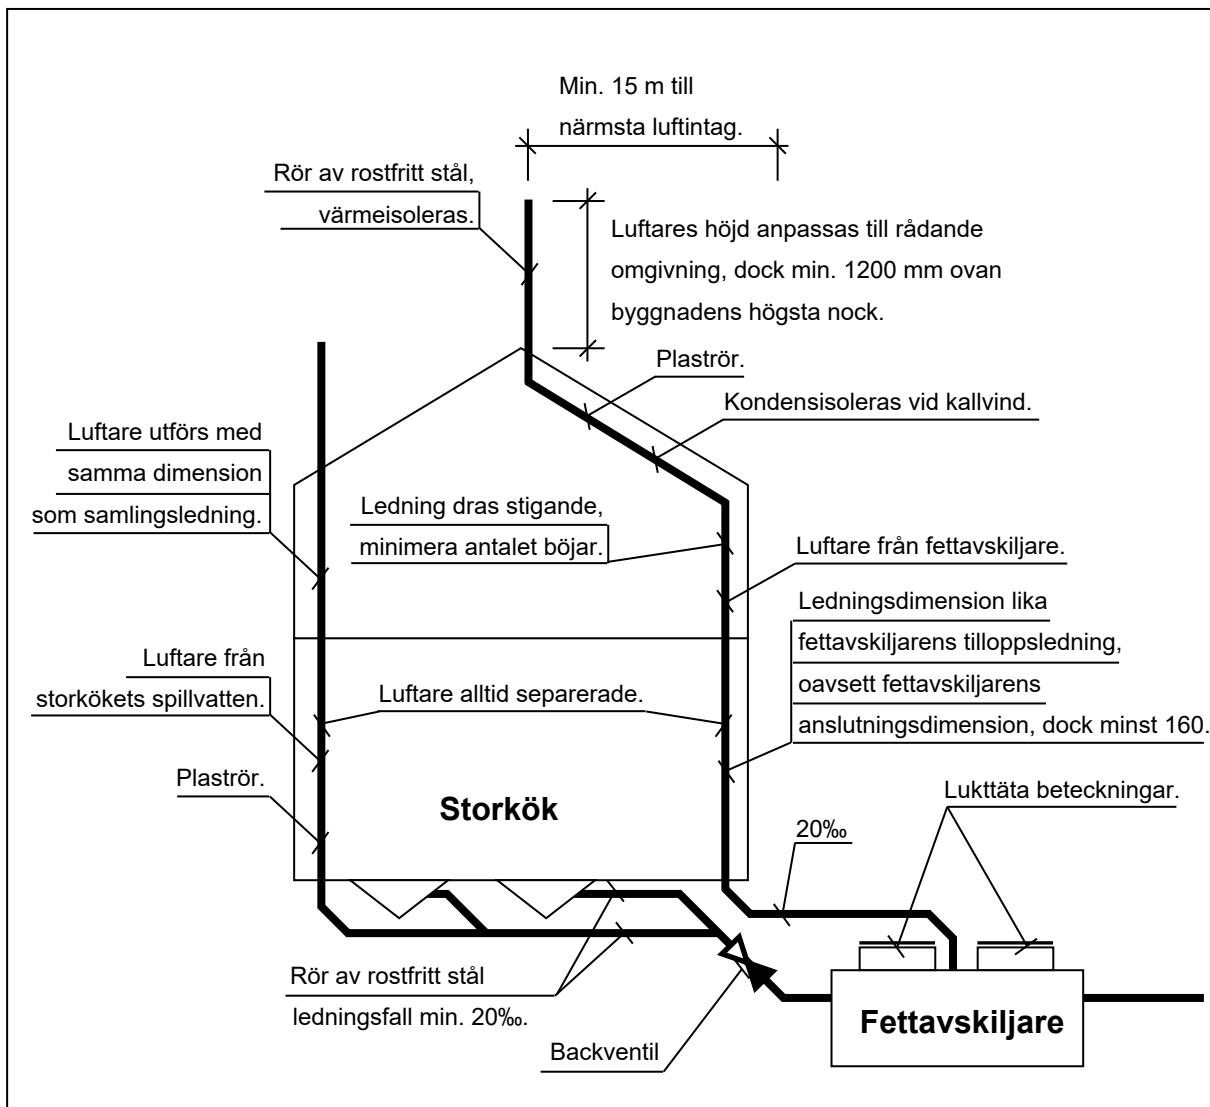 Min. 15 m till
närmsta luftintag.
Rör av rostfritt stål,
värmeisoleras.
Luftares höjd anpassas till rådande
omgivning, dock min. 1200 mm ovan
byggnadens högsta nock.
Plaströr.
Kondensisoleras vid kallvind.
Luftare utförs med
samma dimension
som samlingsledning.
Ledning dras stigande,
minimera antalet böjar.
Luftare från fettavskiljare.
Ledningsdimension lika
fettavskiljarens tilloppsledning,
oavsett fettavskiljarens
anslutningsdimension, dock minst 160.
Luftare från
storkökets spillvatten.
Luftare alltid separerade.
Plaströr.
Storkök
Lukttäta beteckningar.
20‰
Rör av rostfritt stål
ledningsfall min. 20‰.
Backventil
Fettavskiljare